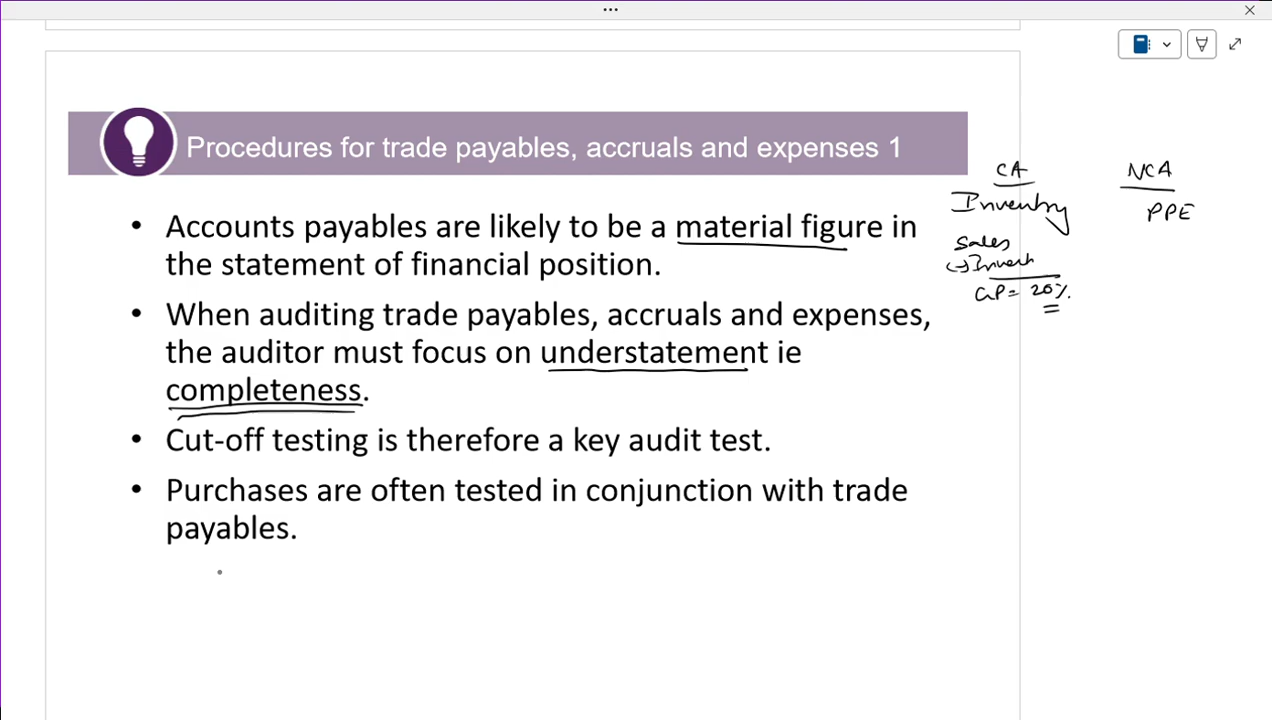 Procedures for trade payables, accruals and expenses 1
• Accounts payables are likely to be a material figure in
the statement of financial position.
• When auditing trade payables, accruals and expenses,
the auditor must focus on understatement ie
completeness.
• Cut-off testing is therefore a key audit test.
• Purchases are often tested in conjunction with trade
payables.
CA
Inventry
Sales
(-)
GP = 20%.
NCA
PPE